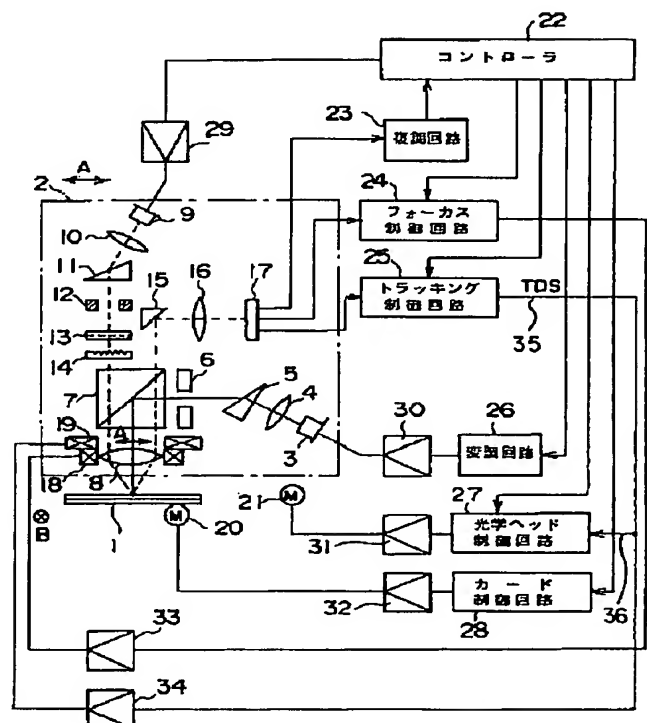 22
コントローラ
23
復調回路
29
A
2
24
フォーカス
制御回路
9
10
25
トラッキング
制御回路
TDS
35
11
15
16
17
12
13
14
6
5
4
7
3
30
26
変調回路
19
A
18
8
21
M
27
光学ヘッド
制御回路
31
1
M
20
B
36
カード
制御回路
32
28
33
34